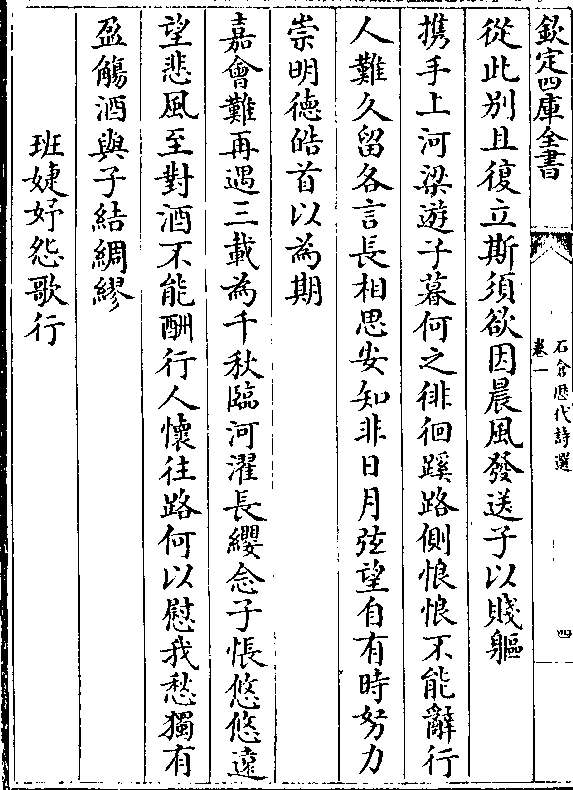 欽定四庫全書
石倉歷代詩選
卷一
四
從此别且復立斯須欲因晨風發送子以賤軀
携手上河梁遊子暮何之徘徊蹊路側悢悢不能辭行
人難久留各言長相思安知非日月弦望自有時努力
崇明德皓首以為期
嘉會難再遇三載為千秋臨河濯長纓念子悵悠悠遠
望悲風至對酒不能酬行人懷往路何以慰我愁獨有
盈觴酒與子結綢繆
班婕妤怨歌行